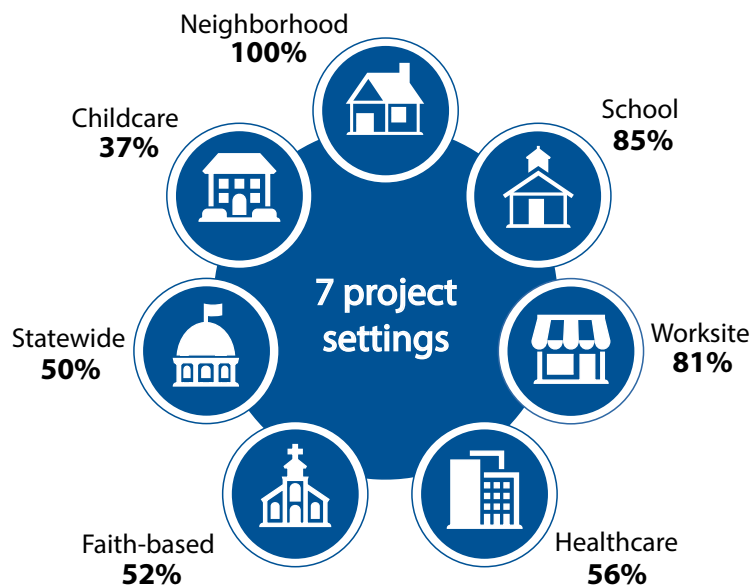 Neighborhood
100%
School
85%
Worksite
81%
Healthcare
56%
Faith-based
52%
Statewide
50%
Childcare
37%
7 project
settings